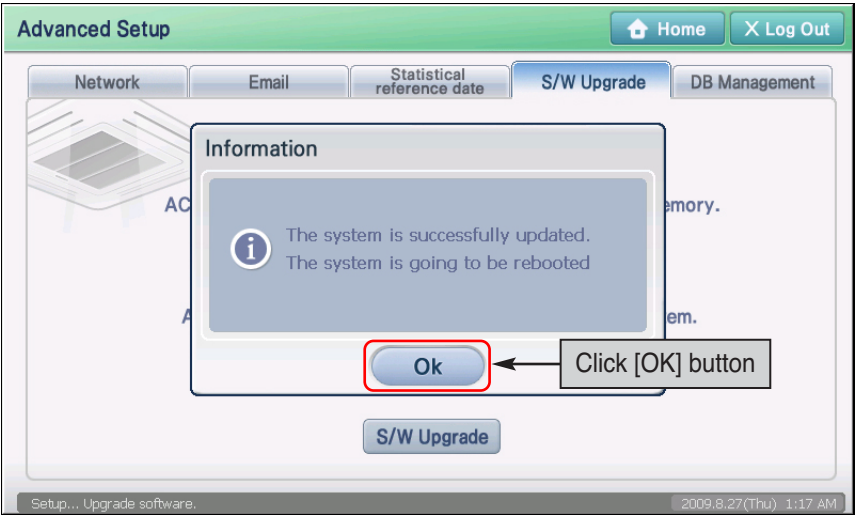 Advanced Setup
Home
X Log Out
Network
Email
Statistical
reference date
S/W Upgrade
DB Management
Information
AC
emory.
The system is successfully updated.
The system is going to be rebooted
A
em.
Ok
Click [OK] button
S/W Upgrade
Setup... Upgrade software.
2009.8.27(Thu) 1:17 AM